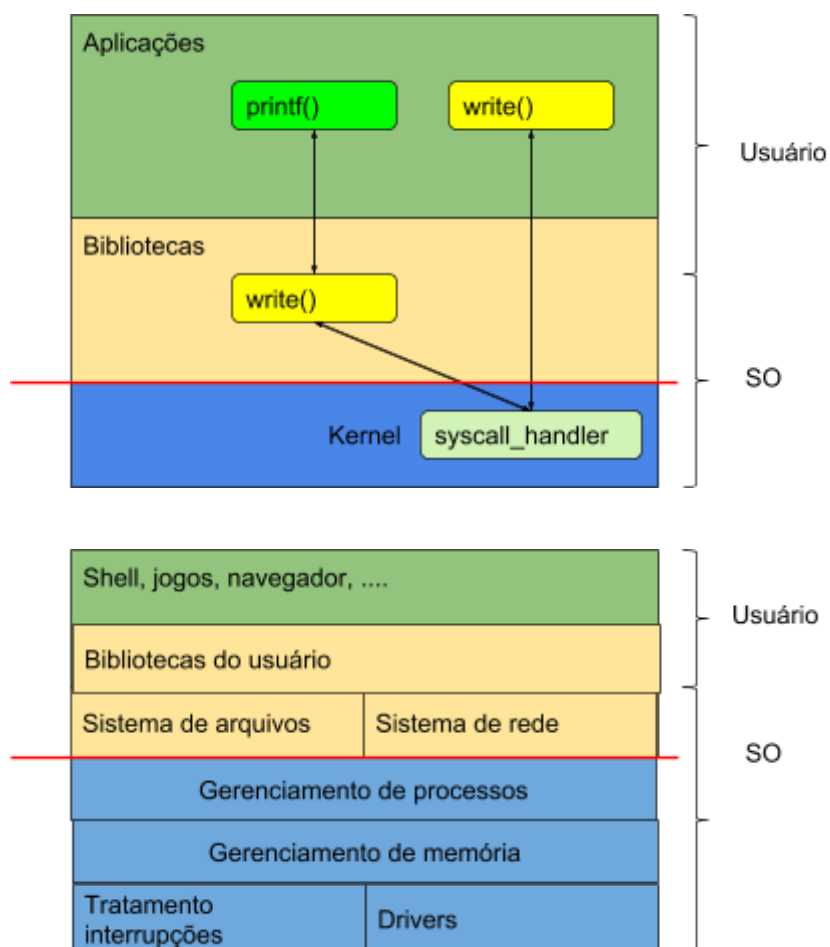 Aplicações
printf()
write()
Usuário
Bibliotecas
write()
SO
Kernel
syscall_handler
Shell, jogos, navegador, ....
Usuário
Bibliotecas do usuário
Sistema de arquivos
Sistema de rede
SO
Gerenciamento de processos
Gerenciamento de memória
Tratamento
interrupções
Drivers